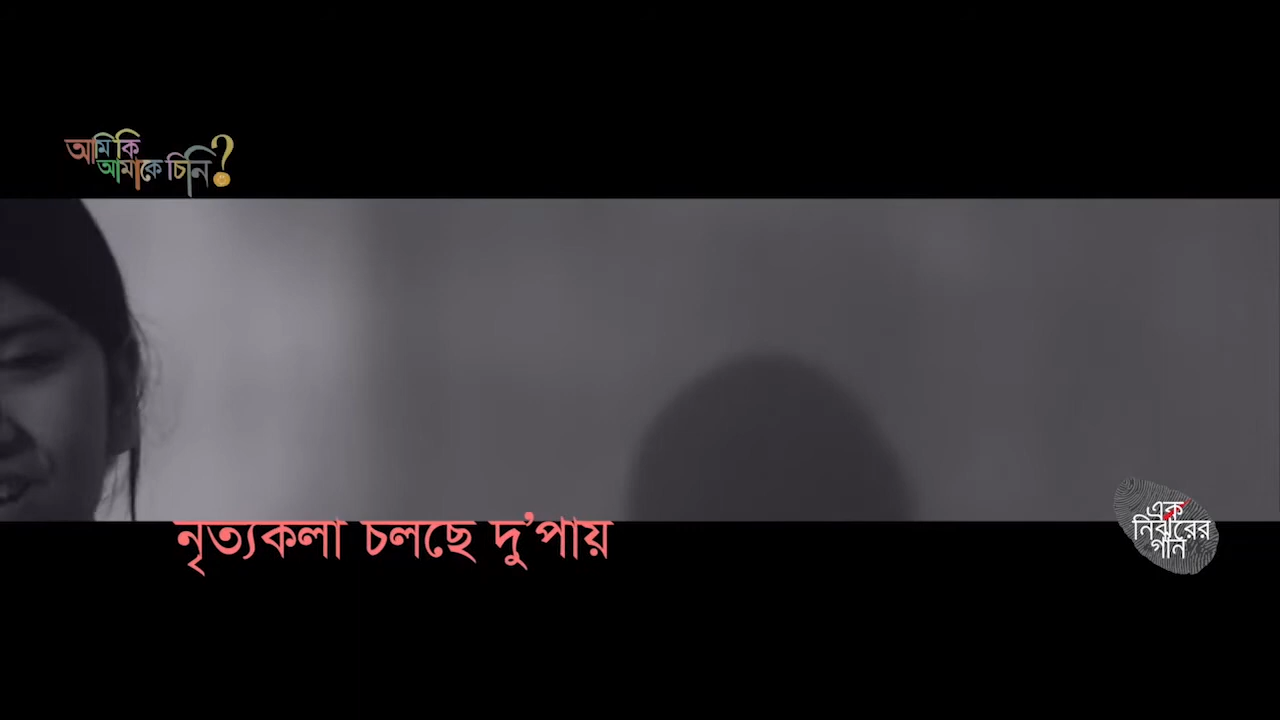 আমি কি
আমাকে চিনি?
নৃত্যকলা চলছে দু'পায়
এক
নির্ঝরের
গান